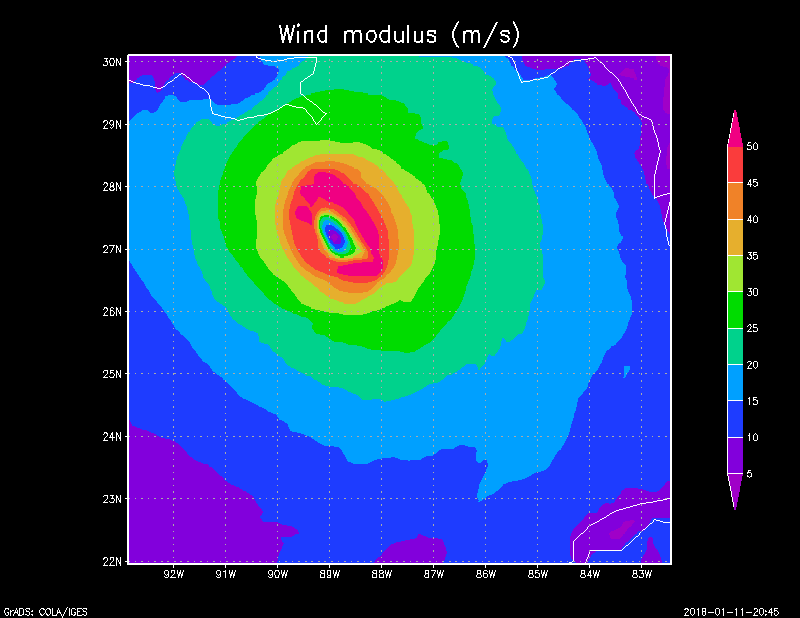 Wind modulus (m/s)
30N
29N
28N
27N
26N
25N
24N
23N
22N
92W 91W 90W 89W 88W 87W 86W 85W 84W 83W
50
45
40
35
30
25
20
15
10
5
GrADS: COLA/IGES
2018-01-11-20:45